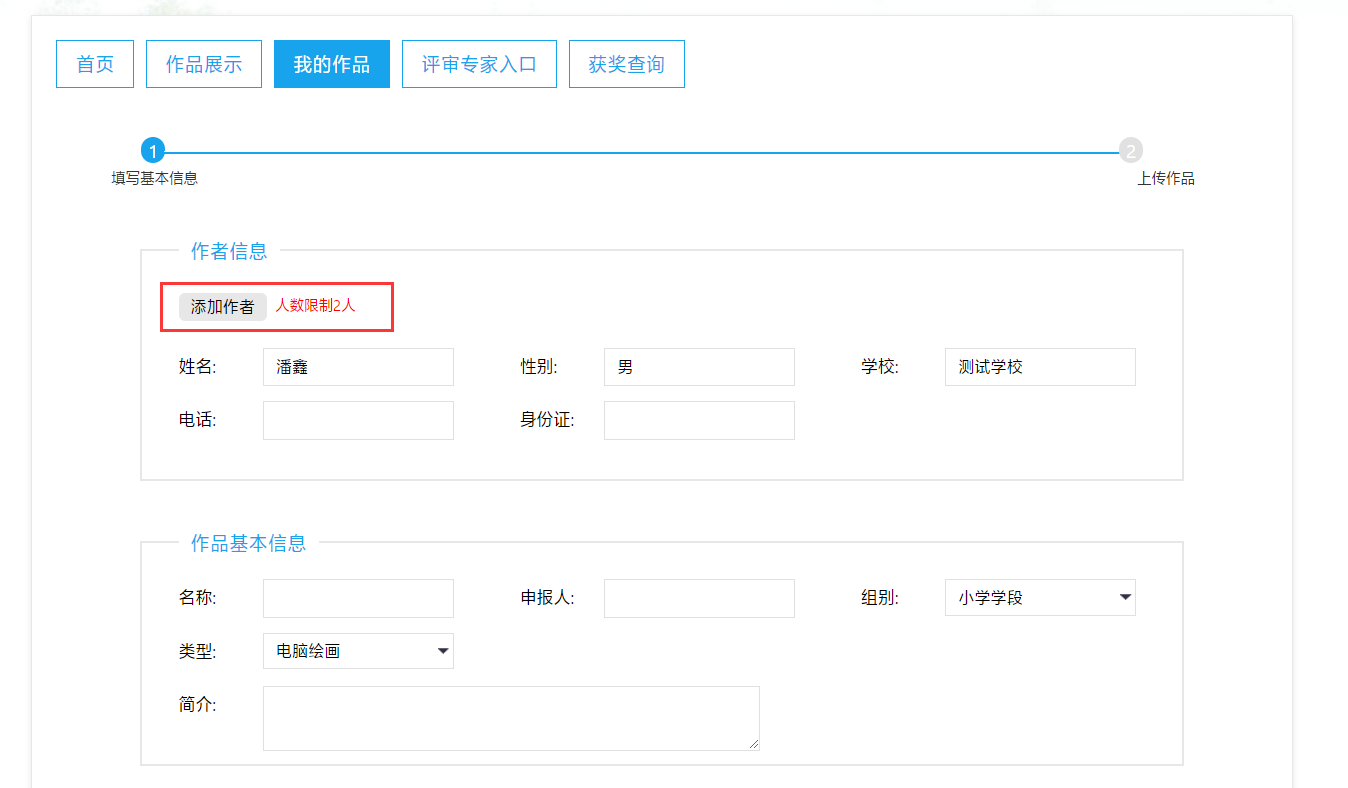 首页 作品展示 我的作品 评审专家入口 获奖查询
1 2
填写基本信息 上传作品
作者信息
添加作者 人数限制2人
姓名: 潘鑫 性别: 男 学校: 测试学校
电话: 身份证:
作品基本信息
名称: 申报人: 组别: 小学学段
类型: 电脑绘画
简介: